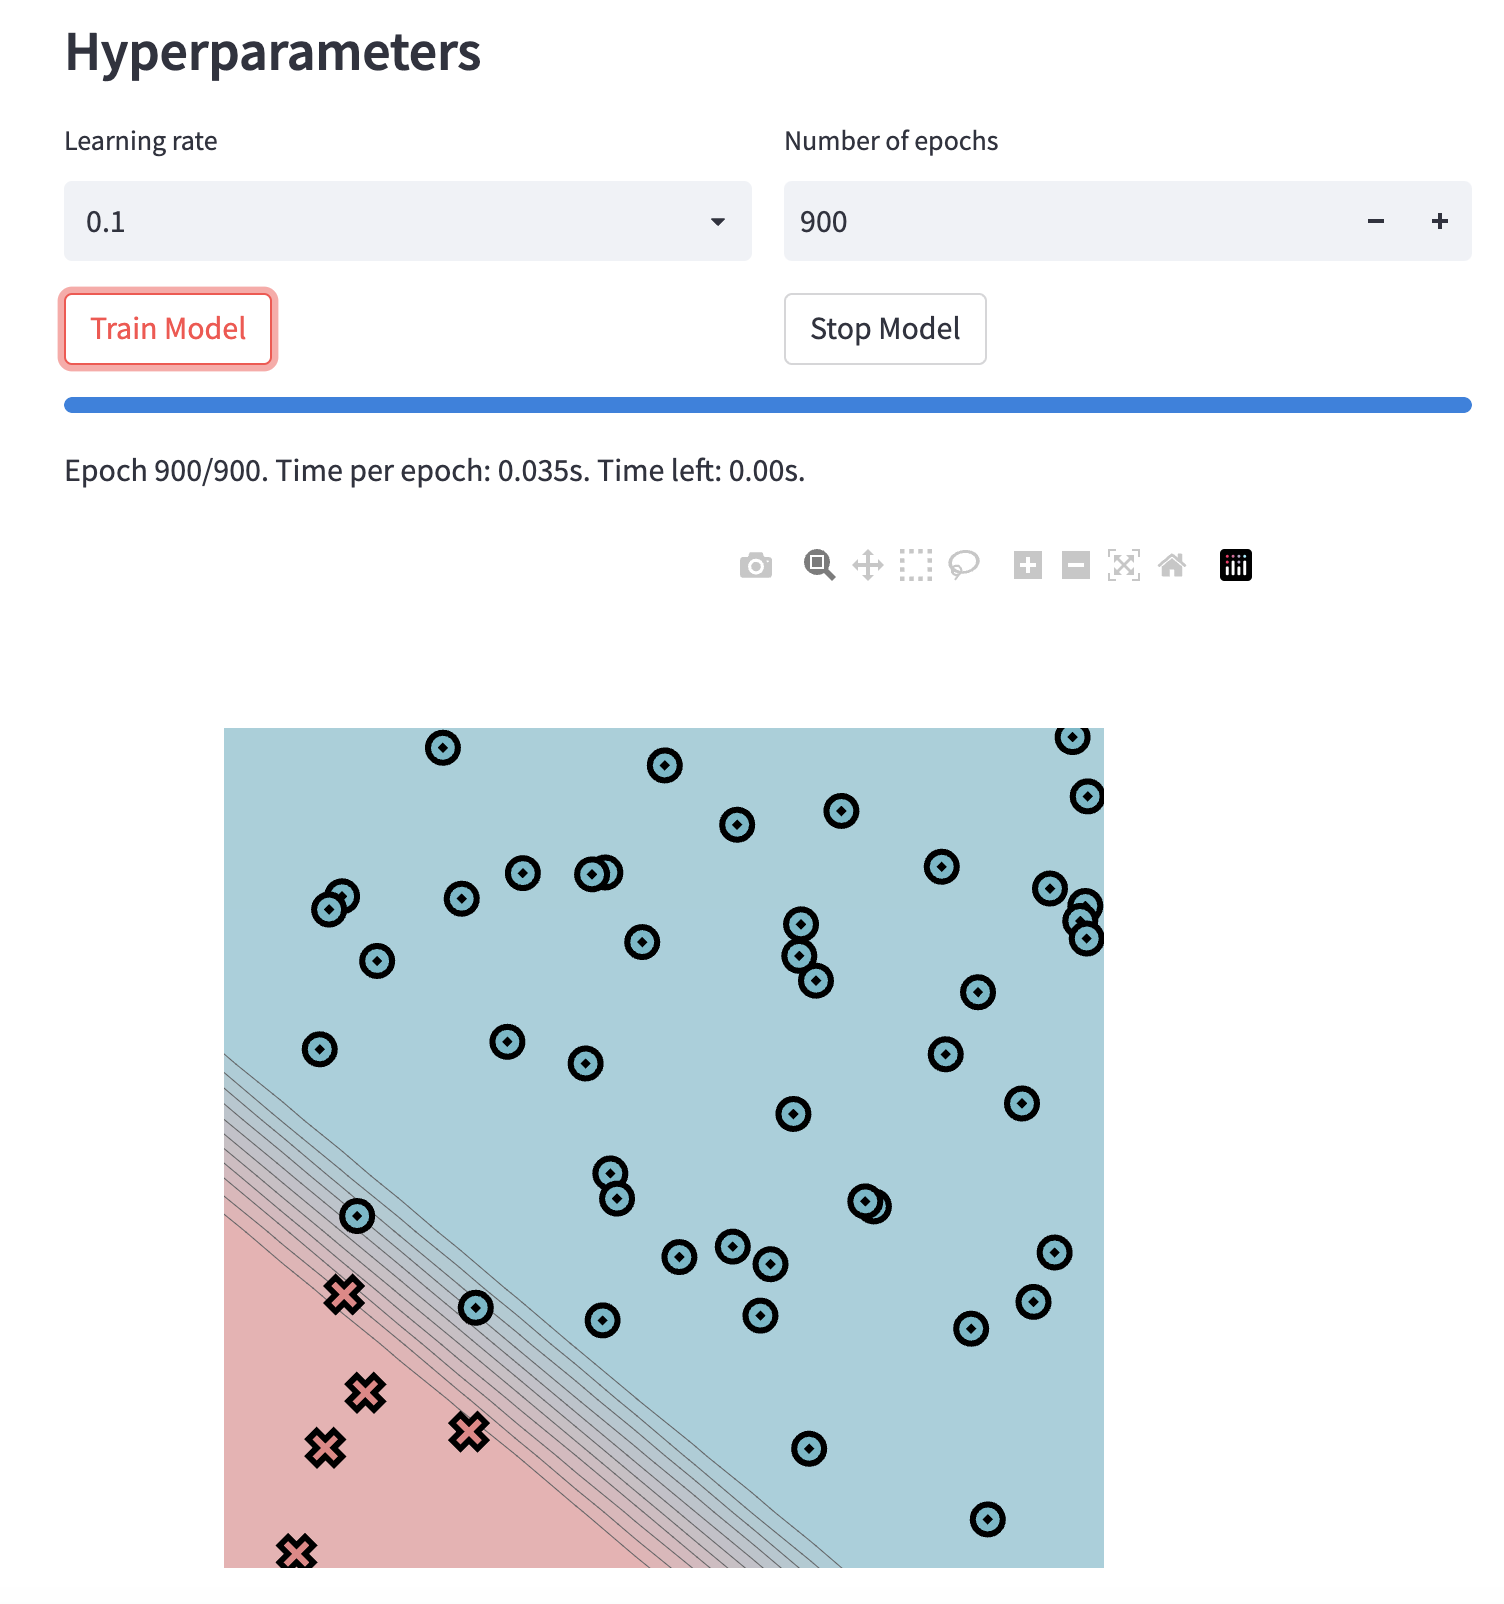 Hyperparameters
Learning rate
Number of epochs
0.1
900
Train Model
Stop Model
Epoch 900/900. Time per epoch: 0.035s. Time left: 0.00s.